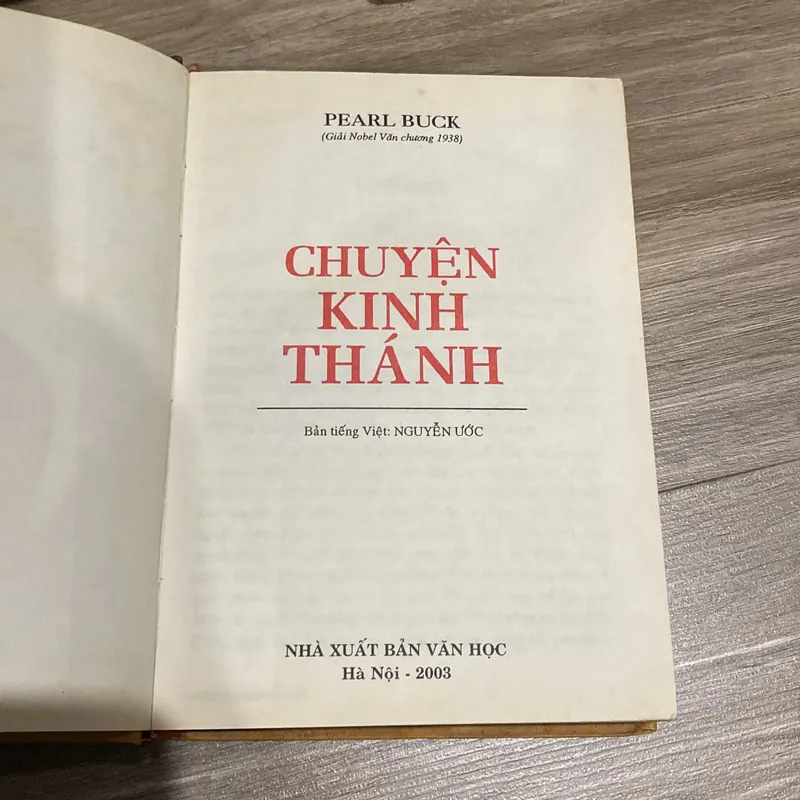 PEARL BUCK
(Giải Nobel Văn chương 1938)
CHUYỆN
KINH
THÁNH
Bản tiếng Việt: NGUYỄN ƯỚC
NHÀ XUẤT BẢN VĂN HỌC
Hà Nội - 2003